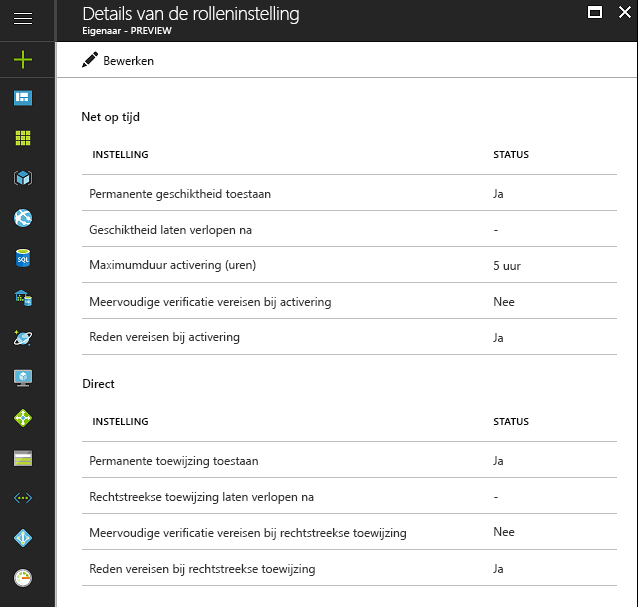 Details van de rolleninstelling
Eigenaar - PREVIEW
Bewerken
Net op tijd
INSTELLING STATUS
Permanente geschiktheid toestaan Ja
Geschiktheid laten verlopen na -
Maximumduur activering (uren) 5 uur
Meervoudige verificatie vereisen bij activering Nee
Reden vereisen bij activering Ja
Direct
INSTELLING STATUS
Permanente toewijzing toestaan Ja
Rechtstreekse toewijzing laten verlopen na -
Meervoudige verificatie vereisen bij rechtstreekse toewijzing Nee
Reden vereisen bij rechtstreekse toewijzing Ja
SQL